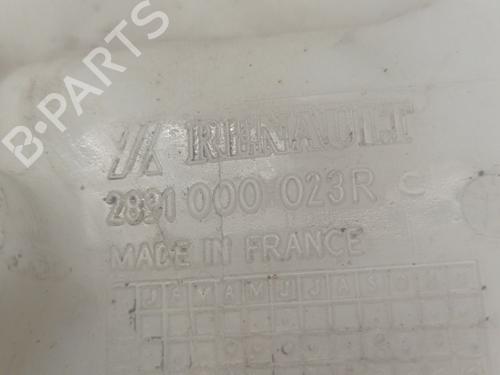 B-PARTS
RENAULT
2891 000 023R C
MADE IN FRANCE
J F M A M J J A S O N D